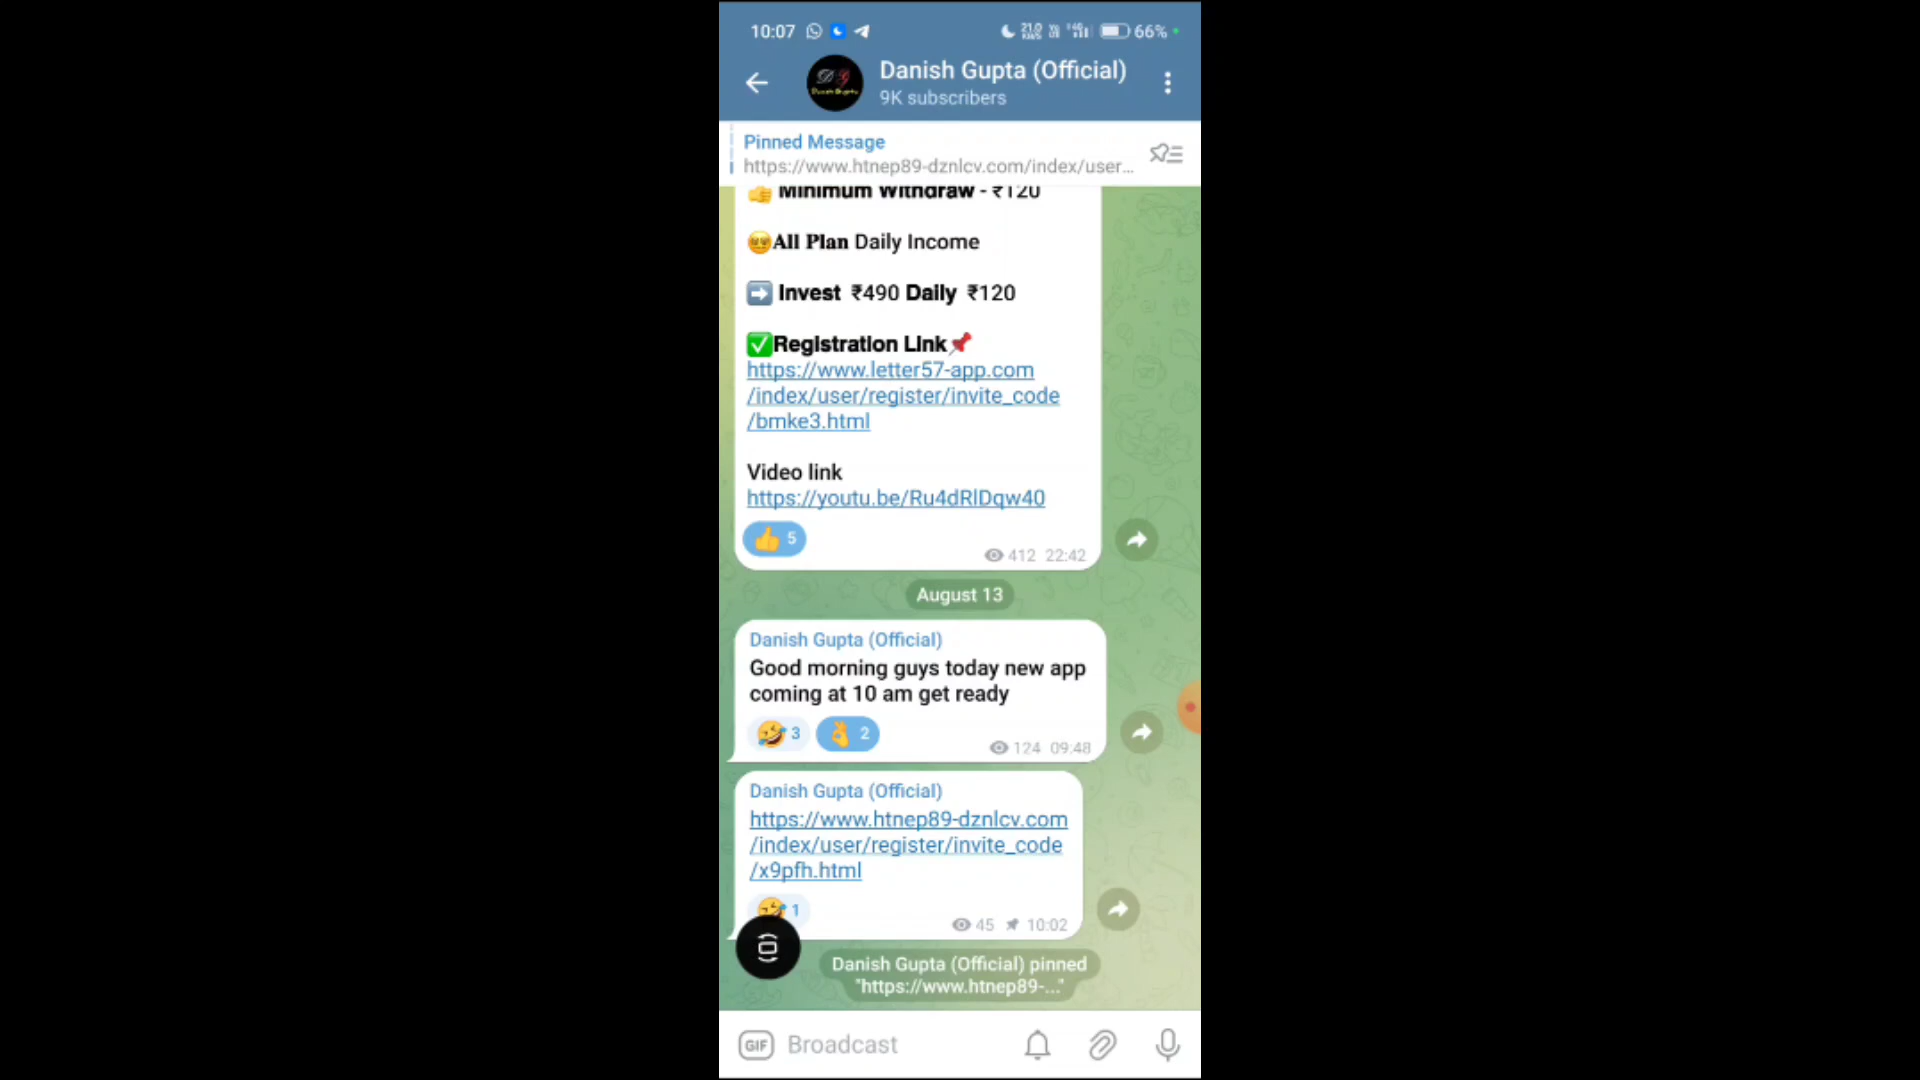 10:07 66%
Danish Gupta (Official)
9K subscribers
Pinned Message
https://www.htnep89-dznlcv.com/index/user...
👍 Minimum Withdraw - ₹120
All Plan Daily Income
➡️ Invest ₹490 Daily ₹120
✅Registration Link📌
https://www.letter57-app.com
/index/user/register/invite_code
/bmke3.html
Video link
https://youtu.be/Ru4dRlDqw40
👍 5
412 22:42
August 13
Danish Gupta (Official)
Good morning guys today new app
coming at 10 am get ready
🤣 3 👌 2
124 09:48
Danish Gupta (Official)
https://www.htnep89-dznlcv.com
/index/user/register/invite_code
/x9pfh.html
🤣 1
45 10:02
Danish Gupta (Official) pinned
"https://www.htnep89-..."
GIF Broadcast